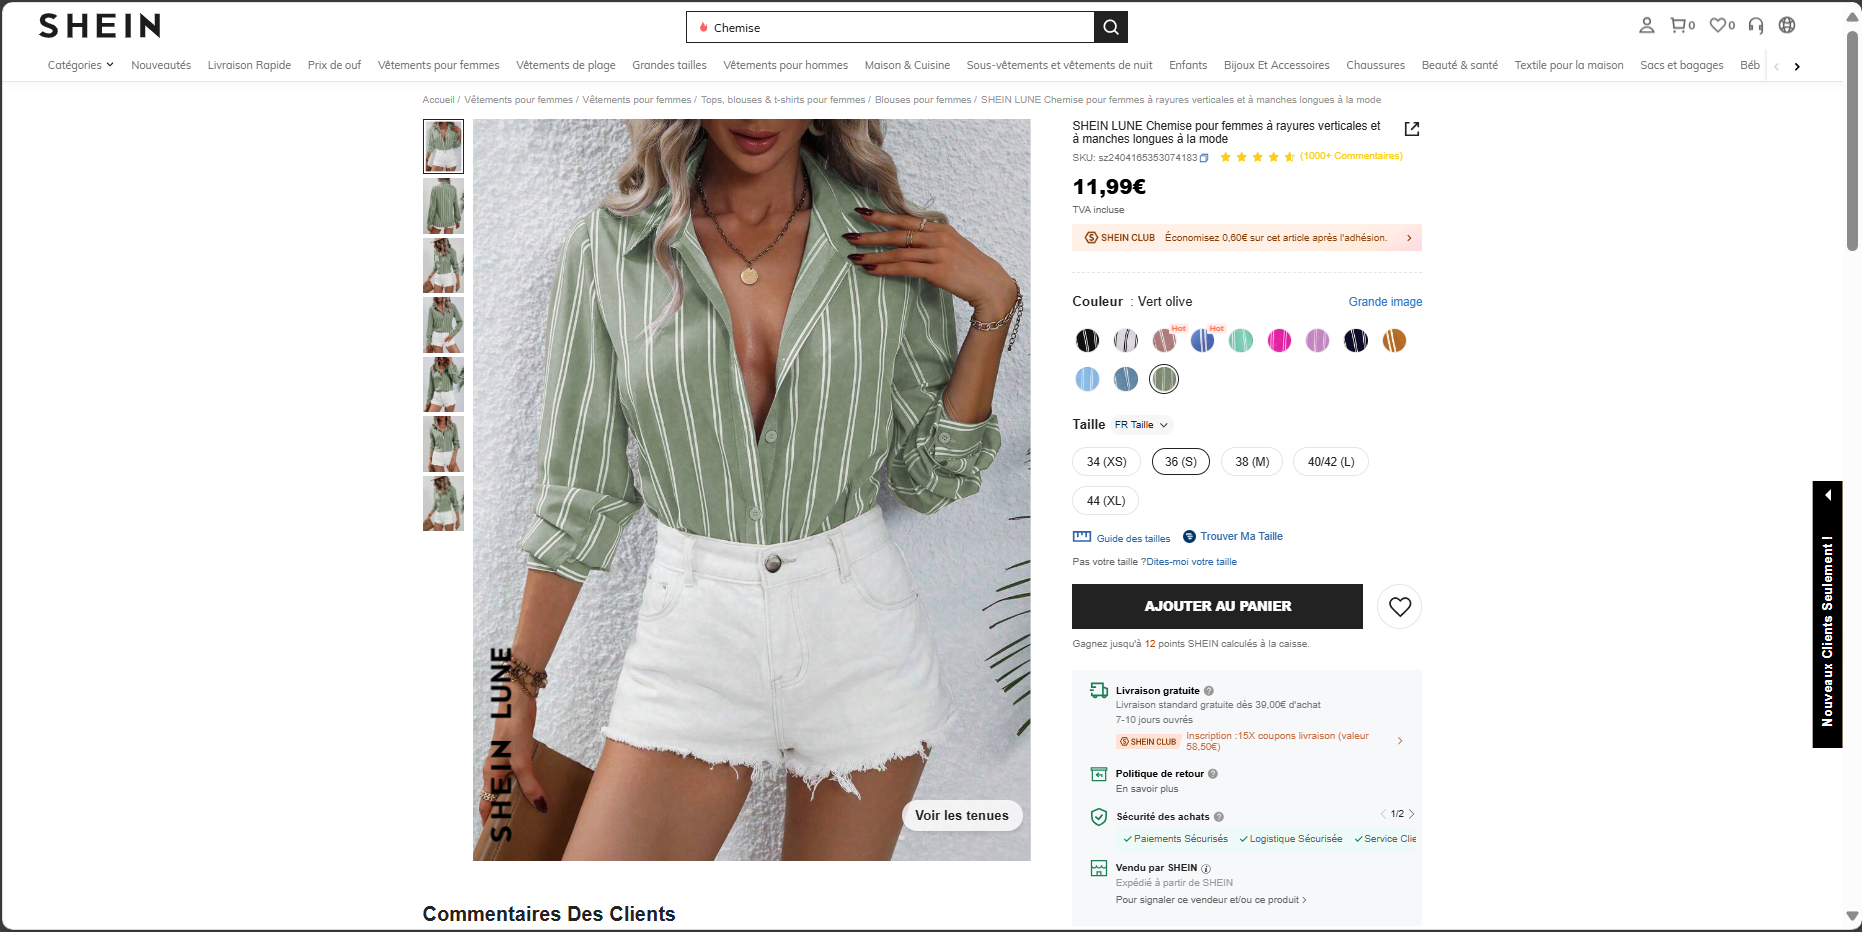 SHEIN
Chemise
0
0
Catégories
Nouveautés
Livraison Rapide
Prix de ouf
Vêtements pour femmes
Vêtements de plage
Grandes tailles
Vêtements pour hommes
Maison & Cuisine
Sous-vêtements et vêtements de nuit
Enfants
Bijoux Et Accessoires
Chaussures
Beauté & santé
Textile pour la maison
Sacs et bagages
Béb
Accueil / Vêtements pour femmes / Vêtements pour femmes / Tops, blouses & t-shirts pour femmes / Blouses pour femmes / SHEIN LUNE Chemise pour femmes à rayures verticales et à manches longues à la mode
SHEIN LUNE
Voir les tenues
SHEIN LUNE Chemise pour femmes à rayures verticales et
à manches longues à la mode
SKU: sz2404165353074183
(1000+ Commentaires)
11,99€
TVA incluse
SHEIN CLUB Économisez 0,60€ sur cet article après l'adhésion.
Couleur : Vert olive
Grande image
Hot
Hot
Taille
FR Taille
34 (XS)
36 (S)
38 (M)
40/42 (L)
44 (XL)
Guide des tailles
Trouver Ma Taille
Pas votre taille ?Dites-moi votre taille
AJOUTER AU PANIER
Gagnez jusqu'à 12 points SHEIN calculés à la caisse.
Livraison gratuite
Livraison standard gratuite dès 39,00€ d'achat
7-10 jours ouvrés
SHEIN CLUB Inscription :15X coupons livraison (valeur
58,50€)
Politique de retour
En savoir plus
Sécurité des achats
1/2
Paiements Sécurisés
Logistique Sécurisée
Service Clie
Vendu par SHEIN
Expédié à partir de SHEIN
Pour signaler ce vendeur et/ou ce produit
Nouveaux Clients Seulement !
Commentaires Des Clients